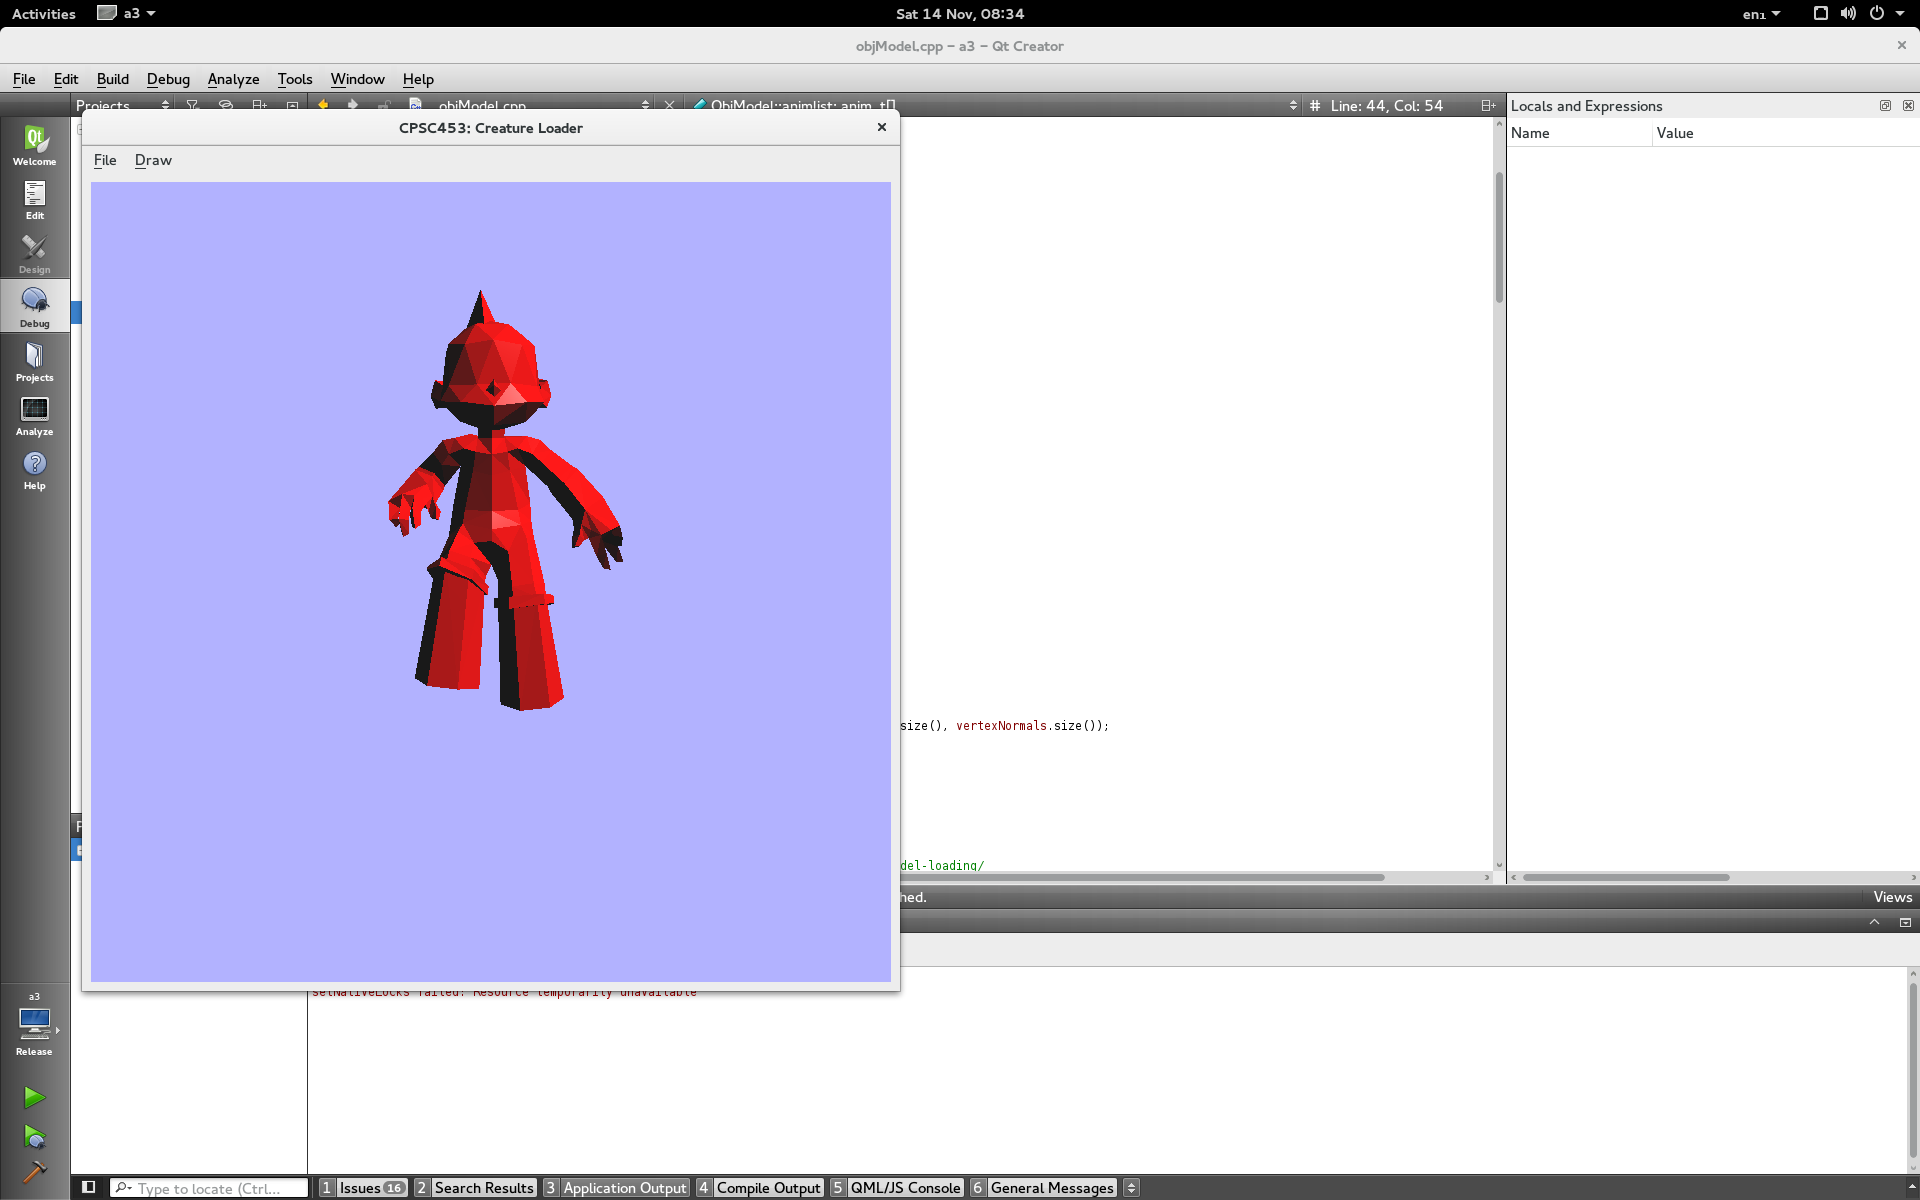 Activities a3 Sat 14 Nov, 08:34 en₁
objModel.cpp - a3 - Qt Creator
File Edit Build Debug Analyze Tools Window Help
Projects objModel.cpp ObjModel::animlist: anim_t[] # Line: 44, Col: 54 Locals and Expressions
CPSC453: Creature Loader
Name Value
File Draw
Welcome
Edit
Design
Debug
Projects
Analyze
Help
size(), vertexNormals.size());
del-loading/
hed. Views
setNativeLocks failed: Resource temporarily unavailable
a3
Release
Type to locate (Ctrl... 1 Issues 16 2 Search Results 3 Application Output 4 Compile Output 5 QML/JS Console 6 General Messages